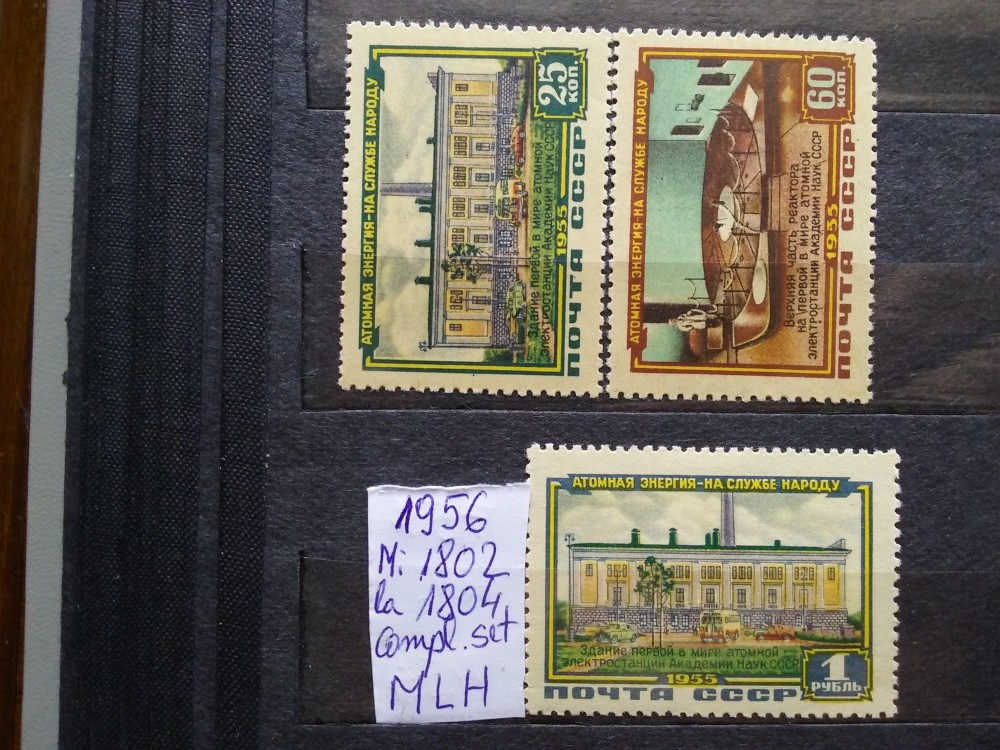 АТОМНАЯ ЭНЕРГИЯ-НА СЛУЖБЕ НАРОДУ
25
КОП.
Здание первой в мире атомной
электростанции Академии Наук СССР
1955
ПОЧТА СССР
АТОМНАЯ ЭНЕРГИЯ-НА СЛУЖБЕ НАРОДУ
60
КОП.
Верхняя часть реактора
на первой в мире атомной
электростанции Академии Наук СССР
1955
ПОЧТА СССР
1956
Mi 1802
la 1804
compl. set
MLH
АТОМНАЯ ЭНЕРГИЯ-НА СЛУЖБЕ НАРОДУ
Здание первой в мире атомной
электростанции Академии Наук СССР
1955
ПОЧТА СССР
1
РУБЛЬ